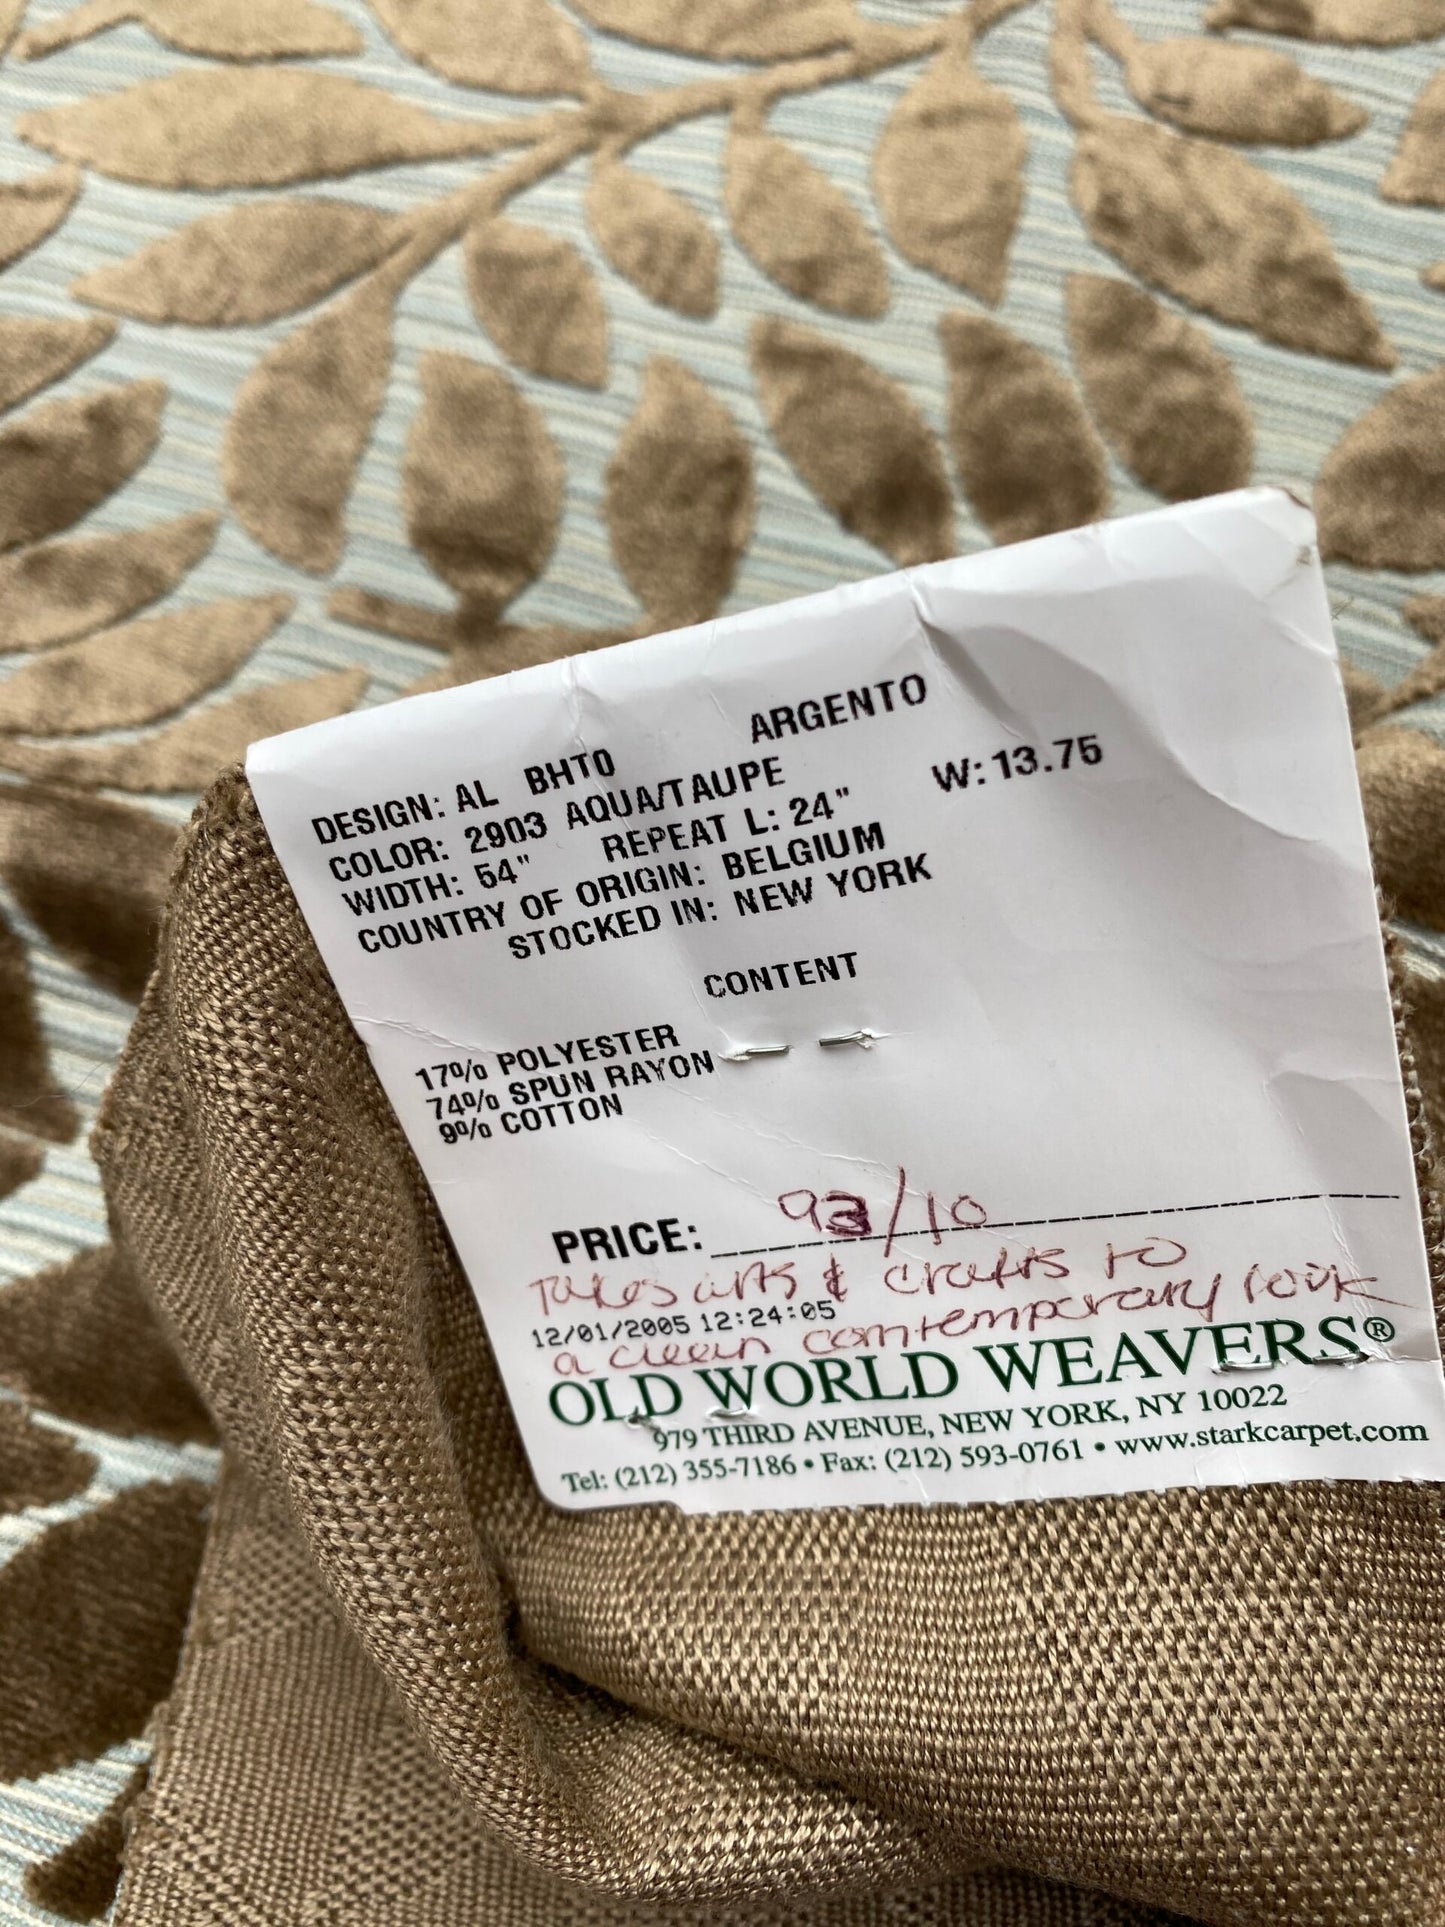 DESIGN: AL BHTO ARGENTO
COLOR: 2903 AQUA/TAUPE
WIDTH: 54" REPEAT L: 24" W: 13.75
COUNTRY OF ORIGIN: BELGIUM
STOCKED IN: NEW YORK
CONTENT
17% POLYESTER
74% SPUN RAYON
9% COTTON
PRICE: 93/10
Takes arts & crafts to
12/01/2005 12:24:05
a clean contemporary look
OLD WORLD WEAVERS®
979 THIRD AVENUE, NEW YORK, NY 10022
Tel: (212) 355-7186 • Fax: (212) 593-0761 • www.starkcarpet.com